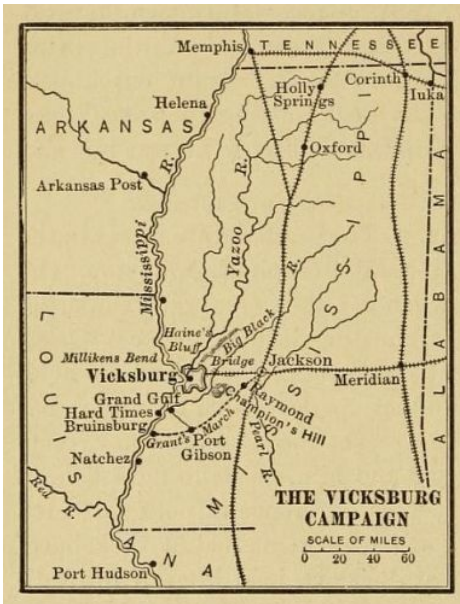 Memphis
TENNESSEE
Corinth
Iuka
Holly
Springs
Helena
ARKANSAS
Oxford
Arkansas Post
Mississippi R.
Yazoo R.
MISSISSIPPI
ALABAMA
Haine's
Bluff
Big Black R.
Millikens Bend
Bridge
Jackson
Vicksburg
Meridian
LOUISIANA
Grand Gulf
Raymond
Hard Times
Champion's Hill
Bruinsburg
Grant's March
Port
Gibson
Pearl R.
Natchez
Red
R.
THE VICKSBURG
CAMPAIGN
SCALE OF MILES
0 20 40 60
Port Hudson